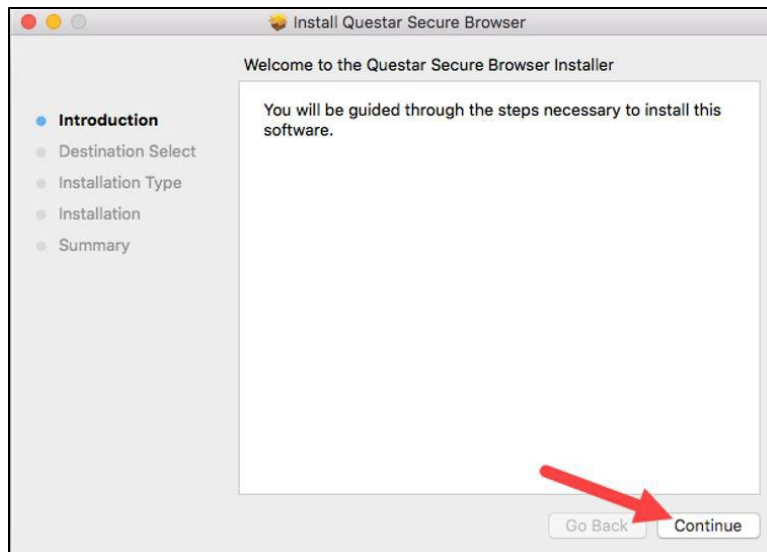 Install Questar Secure Browser
Welcome to the Questar Secure Browser Installer
Introduction
Destination Select
Installation Type
Installation
Summary
You will be guided through the steps necessary to install this
software.
Go Back
Continue